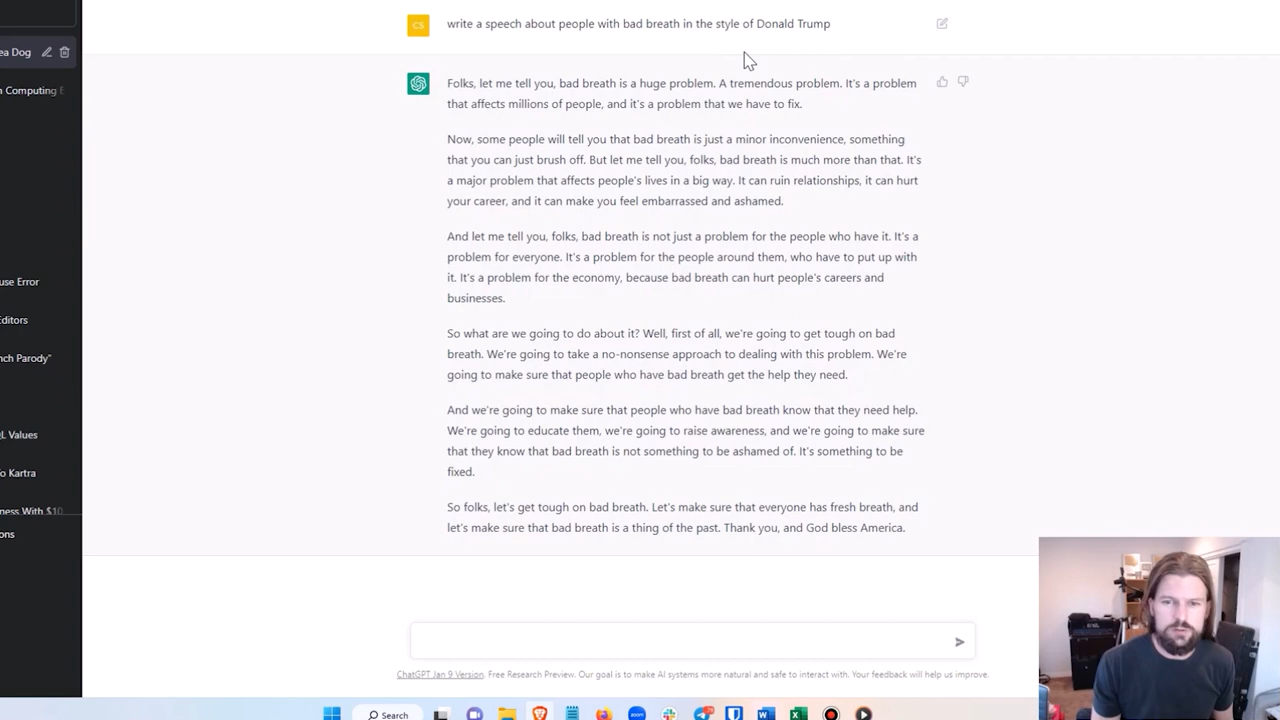 CS
write a speech about people with bad breath in the style of Donald Trump
ea Dog
Folks, let me tell you, bad breath is a huge problem. A tremendous problem. It's a problem
n Computing E
that affects millions of people, and it's a problem that we have to fix.
Now, some people will tell you that bad breath is just a minor inconvenience, something
that you can just brush off. But let me tell you, folks, bad breath is much more than that. It's
a major problem that affects people's lives in a big way. It can ruin relationships, it can hurt
your career, and it can make you feel embarrassed and ashamed.
And let me tell you, folks, bad breath is not just a problem for the people who have it. It's a
problem for everyone. It's a problem for the people around them, who have to put up with
it. It's a problem for the economy, because bad breath can hurt people's careers and
use Error
businesses.
ditors
So what are we going to do about it? Well, first of all, we're going to get tough on bad
breath. We're going to take a no-nonsense approach to dealing with this problem. We're
nch Parody"
going to make sure that people who have bad breath get the help they need.
And we're going to make sure that people who have bad breath know that they need help.
We're going to educate them, we're going to raise awareness, and we're going to make sure
L Values
that they know that bad breath is not something to be ashamed of. It's something to be
fixed.
o Kartra
So folks, let's get tough on bad breath. Let's make sure that everyone has fresh breath, and
ness With $10
let's make sure that bad breath is a thing of the past. Thank you, and God bless America.
ons
ChatGPT Jan 9 Version. Free Research Preview. Our goal is to make AI systems more natural and safe to interact with. Your feedback will help us improve.
Search
zoom